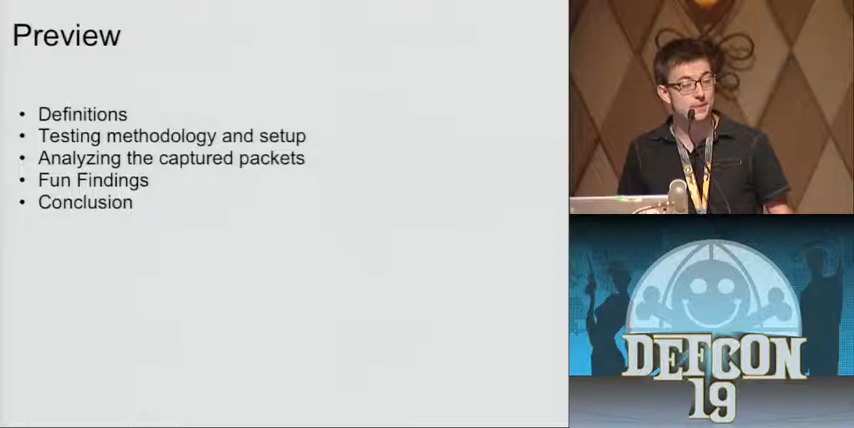 Preview
• Definitions
• Testing methodology and setup
• Analyzing the captured packets
• Fun Findings
• Conclusion
DEFCON
19